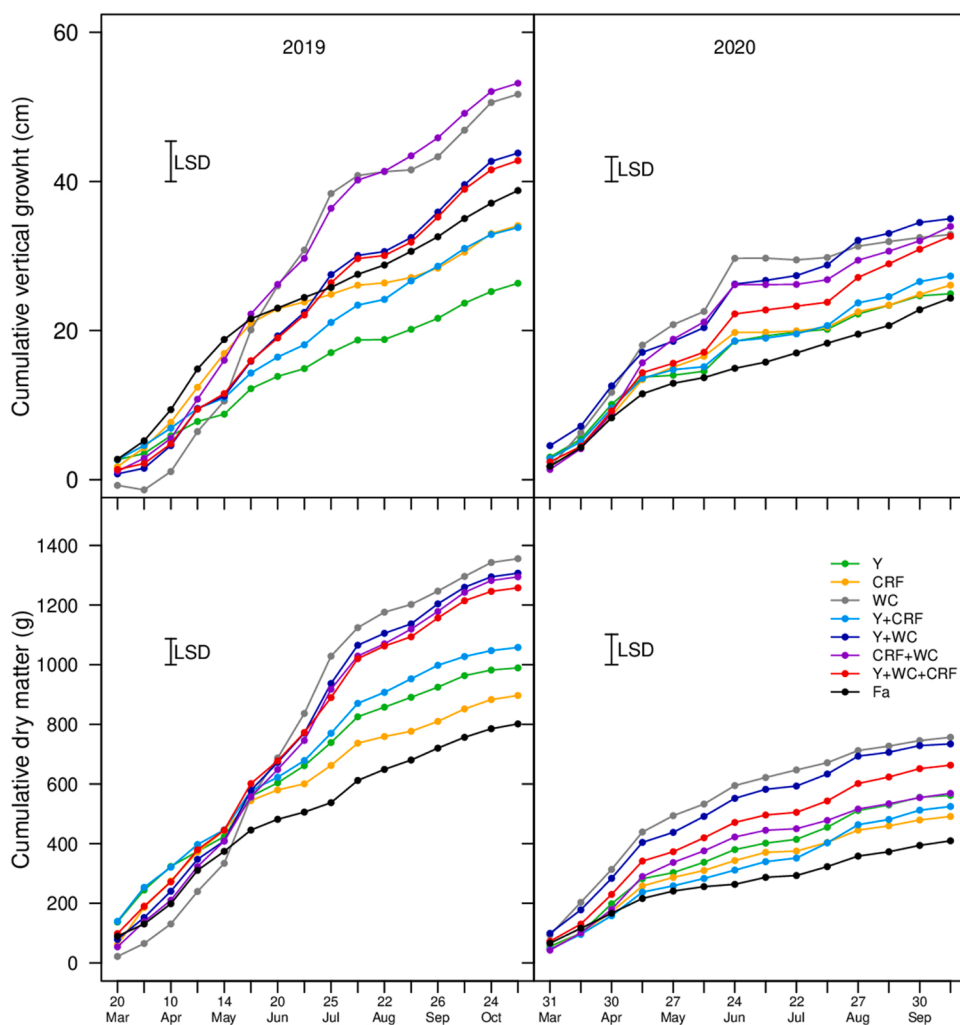 2019
2020
Cumulative vertical growht (cm)
60
40
20
0
LSD
LSD
Cumulative dry matter (g)
1400
1200
1000
800
600
400
200
0
LSD
LSD
Y
CRF
WC
Y+CRF
Y+WC
CRF+WC
Y+WC+CRF
Fa
20 10 14 20 25 22 26 24 31 30 27 24 22 27 30
Mar Apr May Jun Jul Aug Sep Oct Mar Apr May Jun Jul Aug Sep